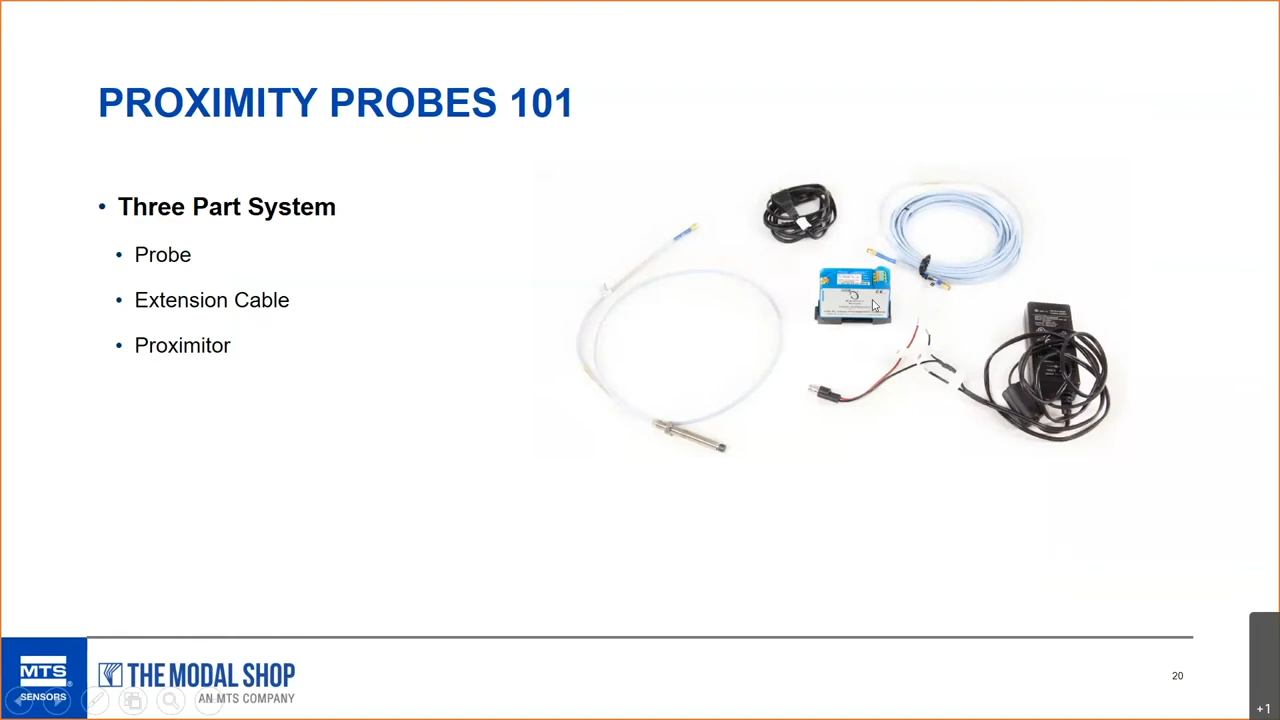 PROXIMITY PROBES 101
• Three Part System
• Probe
• Extension Cable
• Proximitor
MTS
SENSORS
THE MODAL SHOP
AN MTS COMPANY
20
+1